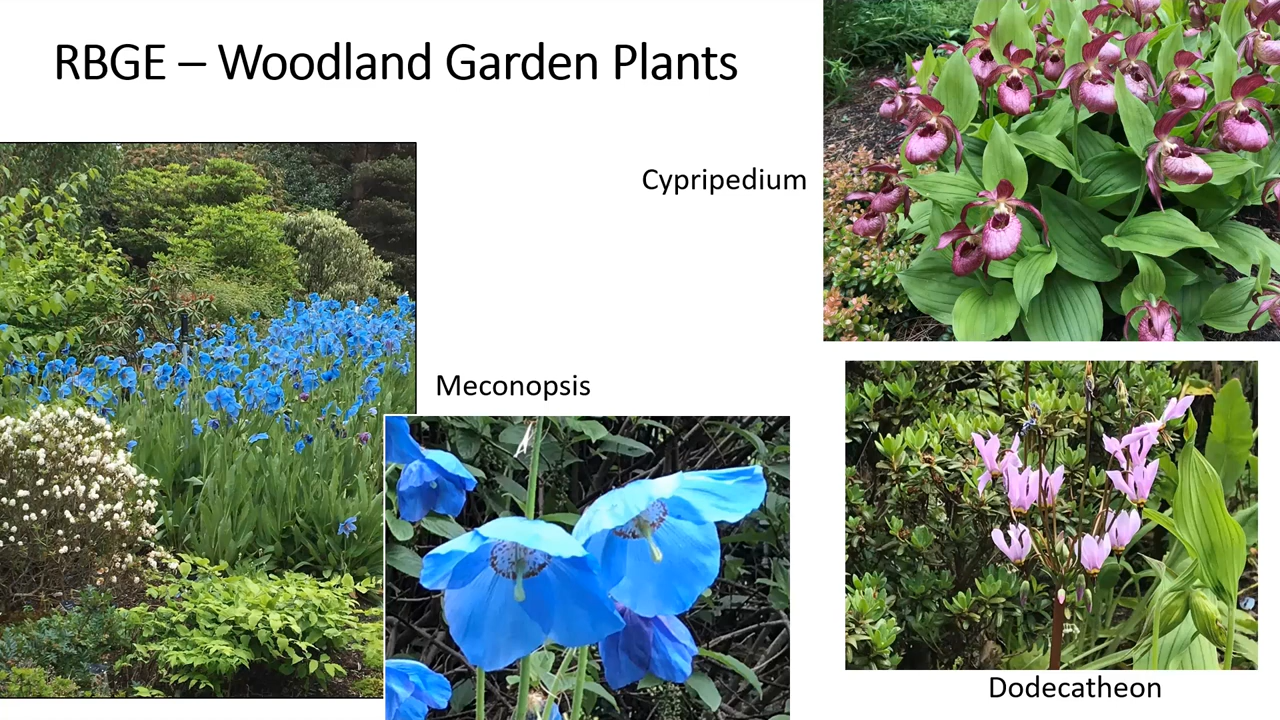 RBGE – Woodland Garden Plants
Cypripedium
Meconopsis
Dodecatheon